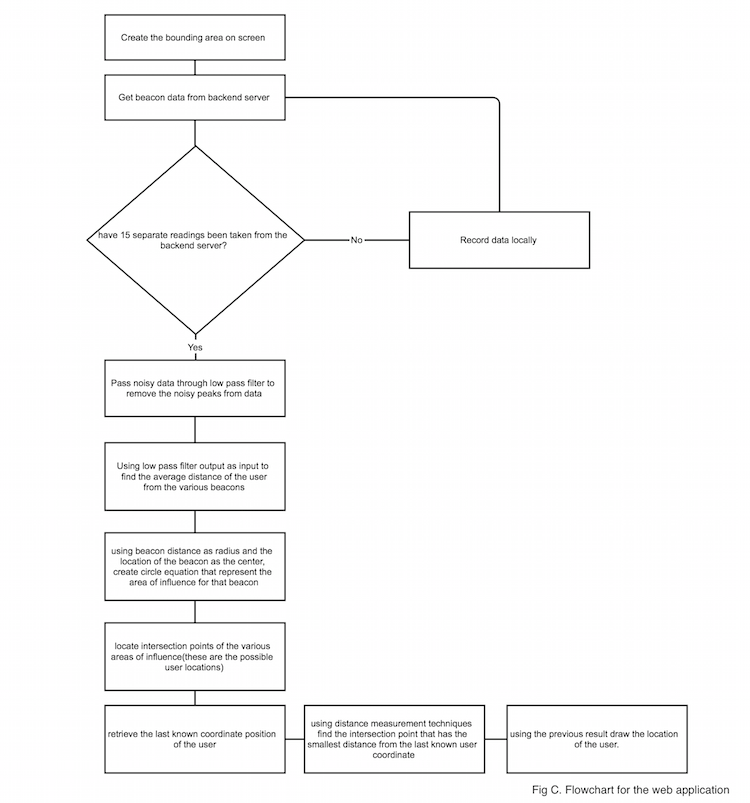 Create the bounding area on screen
Get beacon data from backend server
have 15 separate readings been taken from the
backend server?
No
Record data locally
Yes
Pass noisy data through low pass filter to
remove the noisy peaks from data
Using low pass filter output as input to
find the average distance of the user
from the various beacons
using beacon distance as radius and the
location of the beacon as the center,
create circle equation that represent the
area of influence for that beacon
locate intersection points of the various
areas of influence(these are the possible
user locations)
retrieve the last known coordinate position
of the user
using distance measurement techniques
find the intersection point that has the
smallest distance from the last known user
coordinate
using the previous result draw the location
of the user.
Fig C. Flowchart for the web application